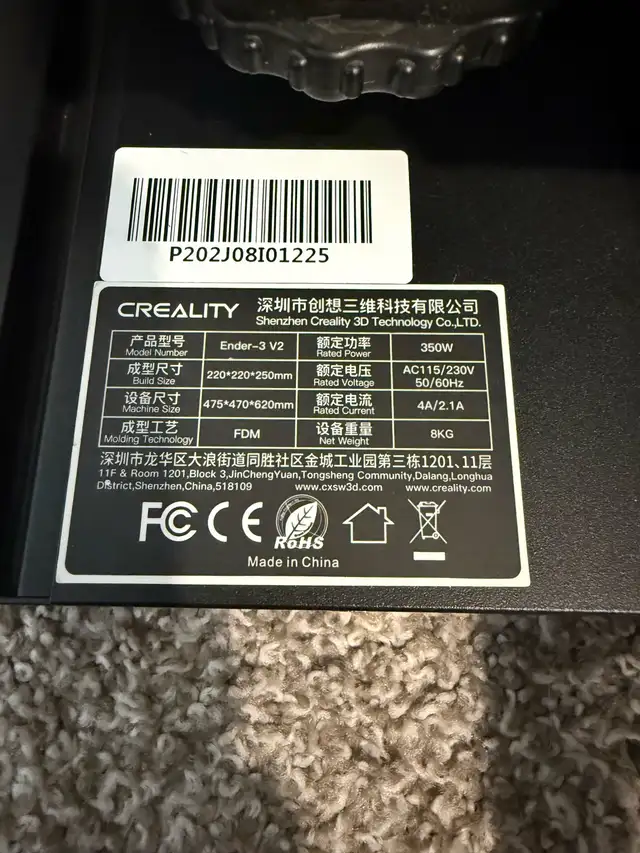 P202J08I01225
CREALITY 深圳市创想三维科技有限公司
Shenzhen Creality 3D Technology Co.,LTD.
产品型号 Ender-3 V2 额定功率 350W
Model Number Rated Power
成型尺寸 220*220*250mm 额定电压 AC115/230V
Build Size Rated Voltage 50/60Hz
设备尺寸 475*470*620mm 额定电流 4A/2.1A
Machine Size Rated Current
成型工艺 FDM 设备重量 8KG
Molding Technology Net Weight
深圳市龙华区大浪街道同胜社区金城工业园第三栋1201、11层
11F & Room 1201,Block 3,JinChengYuan,Tongsheng Community,Dalang,Longhua
District,Shenzhen,China,518109 www.cxsw3d.com www.creality.com
FC CE RoHS
Made in China